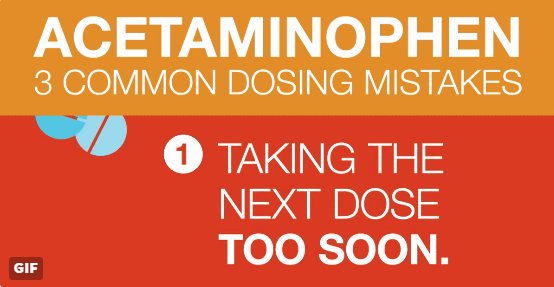 ACETAMINOPHEN
3 COMMON DOSING MISTAKES
1 TAKING THE
NEXT DOSE
TOO SOON.
GIF